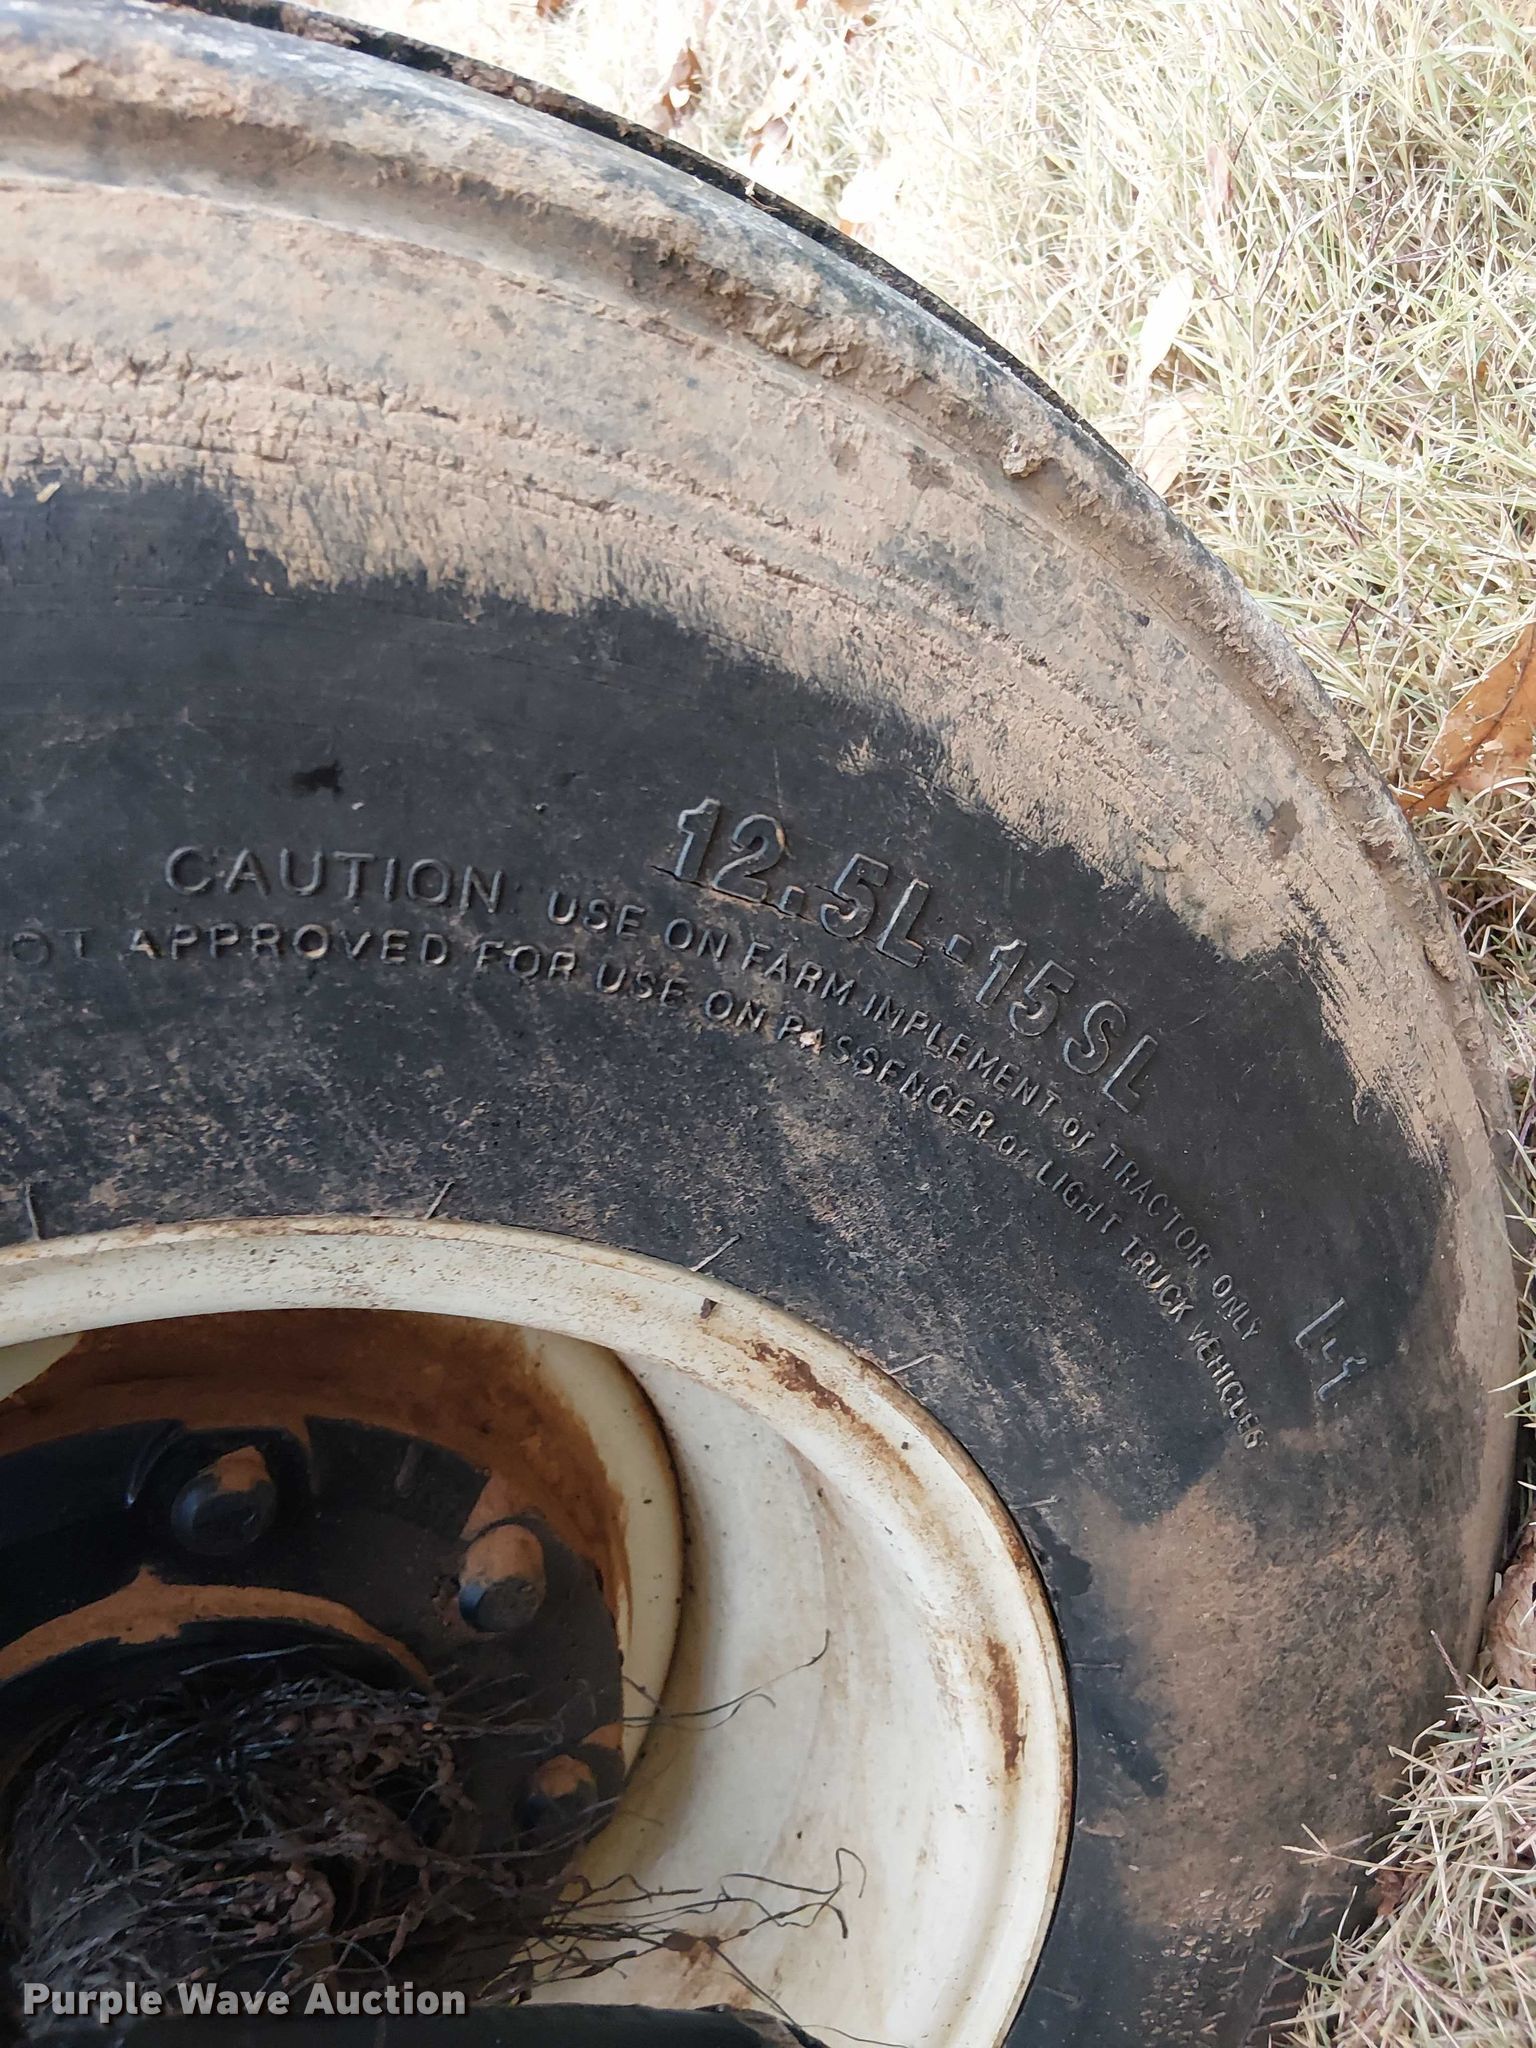 12.5L-15SL
CAUTION: USE ON FARM IMPLEMENT or TRACTOR ONLY
APPROVED FOR USE ON PASSENGER or LIGHT TRUCK VEHICLES
Purple Wave Auction